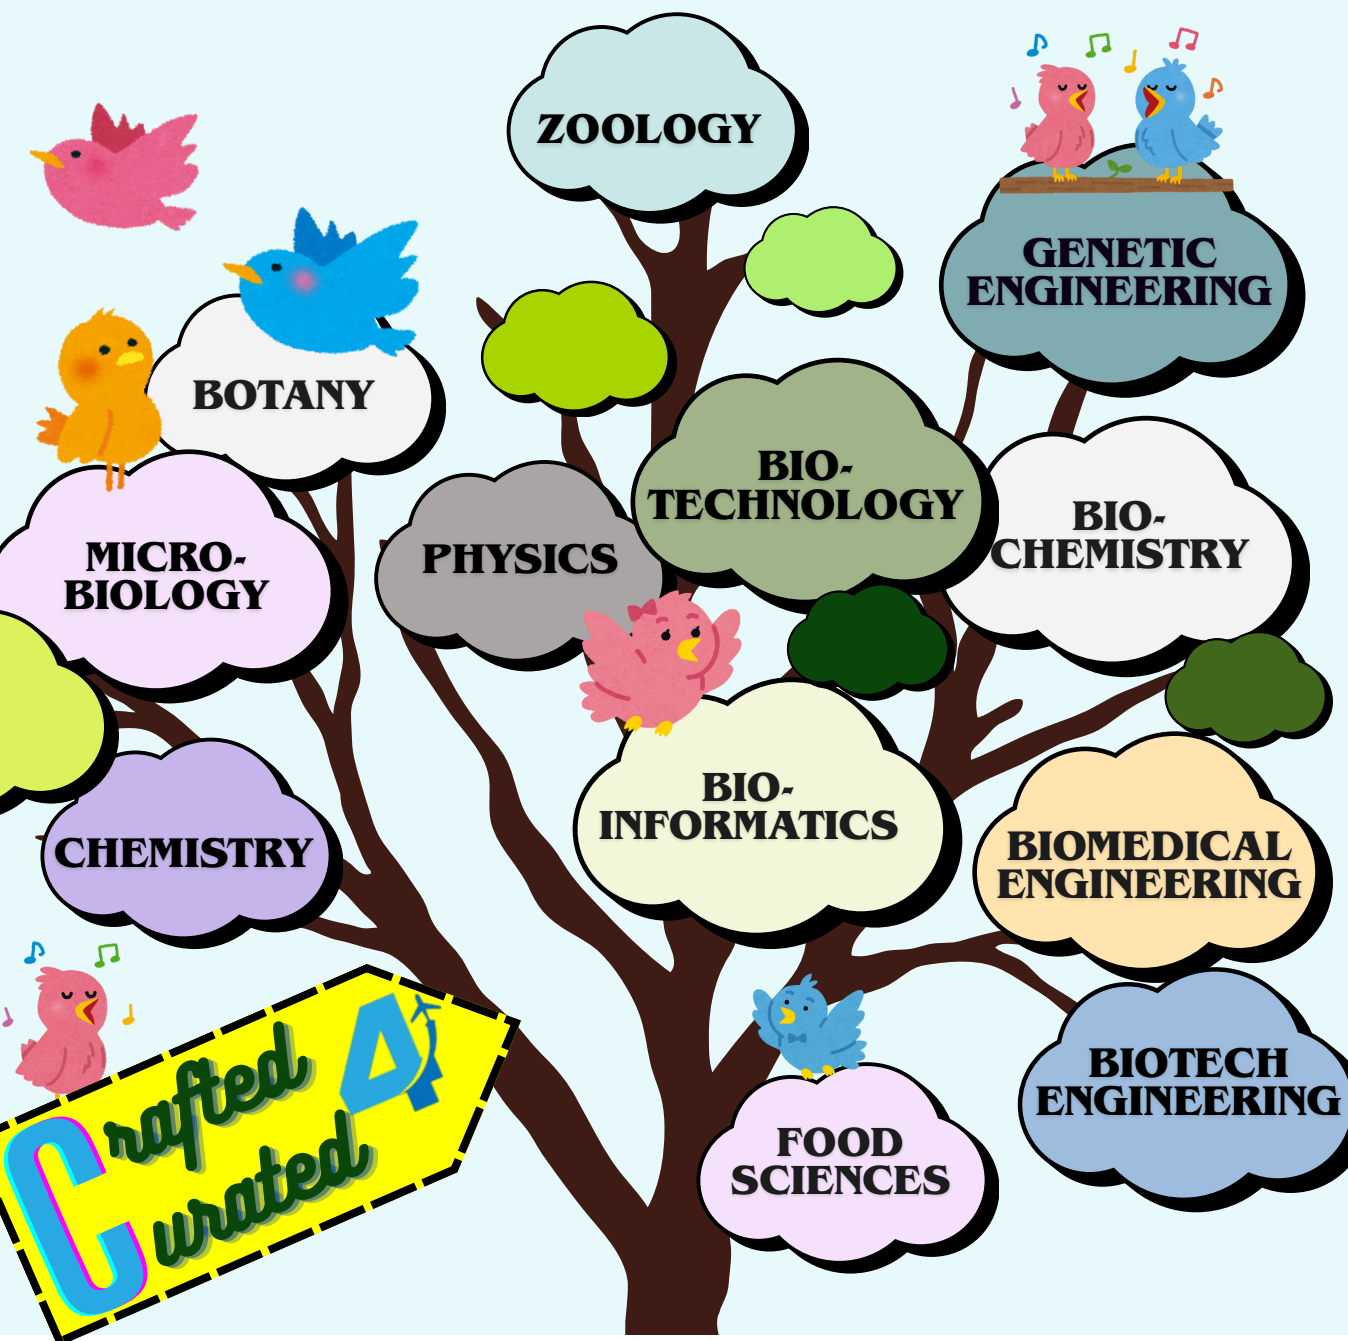 ZOOLOGY
GENETIC
ENGINEERING
BOTANY
BIO-
TECHNOLOGY
BIO-
CHEMISTRY
MICRO-
BIOLOGY
PHYSICS
BIO-
INFORMATICS
CHEMISTRY
BIOMEDICAL
ENGINEERING
Crafted 4
Curated
BIOTECH
ENGINEERING
FOOD
SCIENCES